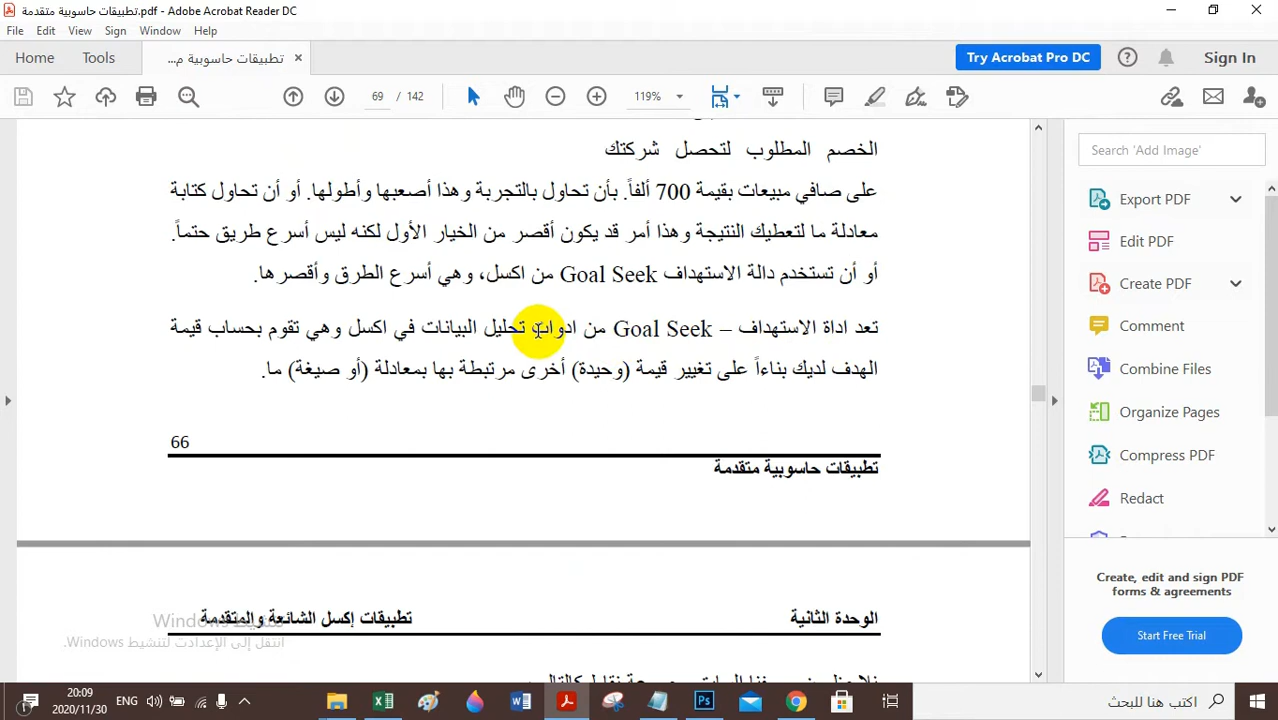 تطبيقات حاسوبية متقدمة.pdf - Adobe Acrobat Reader DC
File Edit View Sign Window Help
Home Tools تطبيقات حاسوبية م... Try Acrobat Pro DC Sign In
69 / 142 119%
الخصم المطلوب لتحصل شركتك
على صافي مبيعات بقيمة 700 ألفاً. بأن تحاول بالتجربة وهذا أصعبها وأطولها. أو أن تحاول كتابة
معادلة ما لتعطيك النتيجة وهذا أمر قد يكون أقصر من الخيار الأول لكنه ليس أسرع طريق حتماً.
أو أن تستخدم دالة الاستهداف Goal Seek من اكسل، وهي أسرع الطرق وأقصرها.
تعد اداة الاستهداف – Goal Seek من ادوات تحليل البيانات في اكسل وهي تقوم بحساب قيمة
الهدف لديك بناءاً على تغيير قيمة (وحيدة) أخرى مرتبطة بها بمعادلة (أو صيغة) ما.
66
تطبيقات حاسوبية متقدمة
الوحدة الثانية تطبيقات إكسل الشائعة والمتقدمة
تنشيط Windows
انتقل إلى الإعدادت لتنشيط Windows.
Search 'Add Image'
Export PDF
Edit PDF
Create PDF
Comment
Combine Files
Organize Pages
Compress PDF
Redact
Create, edit and sign PDF
forms & agreements
Start Free Trial
20:09
2020/11/30
ENG
اكتب هنا للبحث